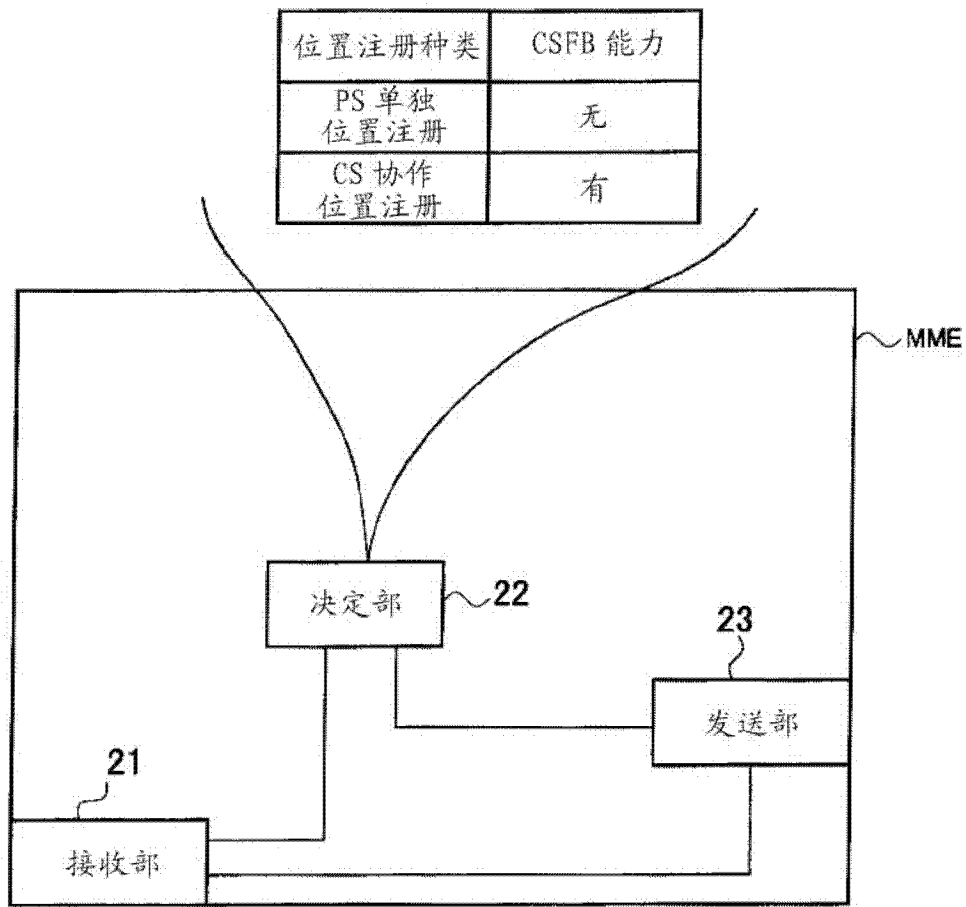 位置注册种类
CSFB 能力
PS 单独
位置注册
无
CS 协作
位置注册
有
MME
决定部
22
23
发送部
21
接收部